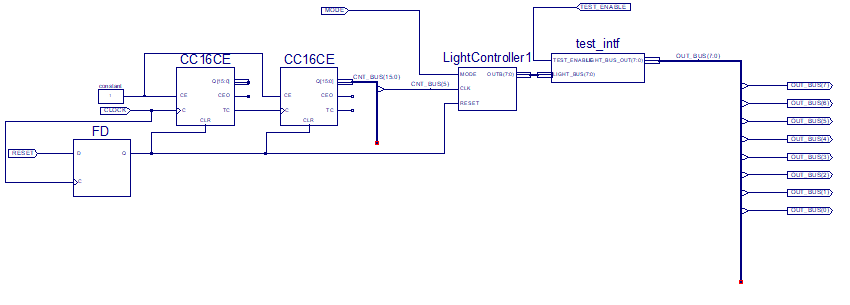 TEST_ENABLE
MODE
test_intf
CC16CE
CC16CE
LightController1
OUT_BUS(7:0)
TEST_ENABLE
LIGHT_BUS_OUT(7:0)
MODE
OUTB(7:0)
LIGHT_BUS(7:0)
Q[15:0]
Q[15:0]
CNT_BUS(15:0)
CNT_BUS(5)
CLK
constant
CE
CEO
CE
CEO
RESET
CLOCK
C
TC
C
TC
CLR
CLR
FD
RESET
D
Q
C
OUT_BUS(7)
OUT_BUS(6)
OUT_BUS(5)
OUT_BUS(4)
OUT_BUS(3)
OUT_BUS(2)
OUT_BUS(1)
OUT_BUS(0)